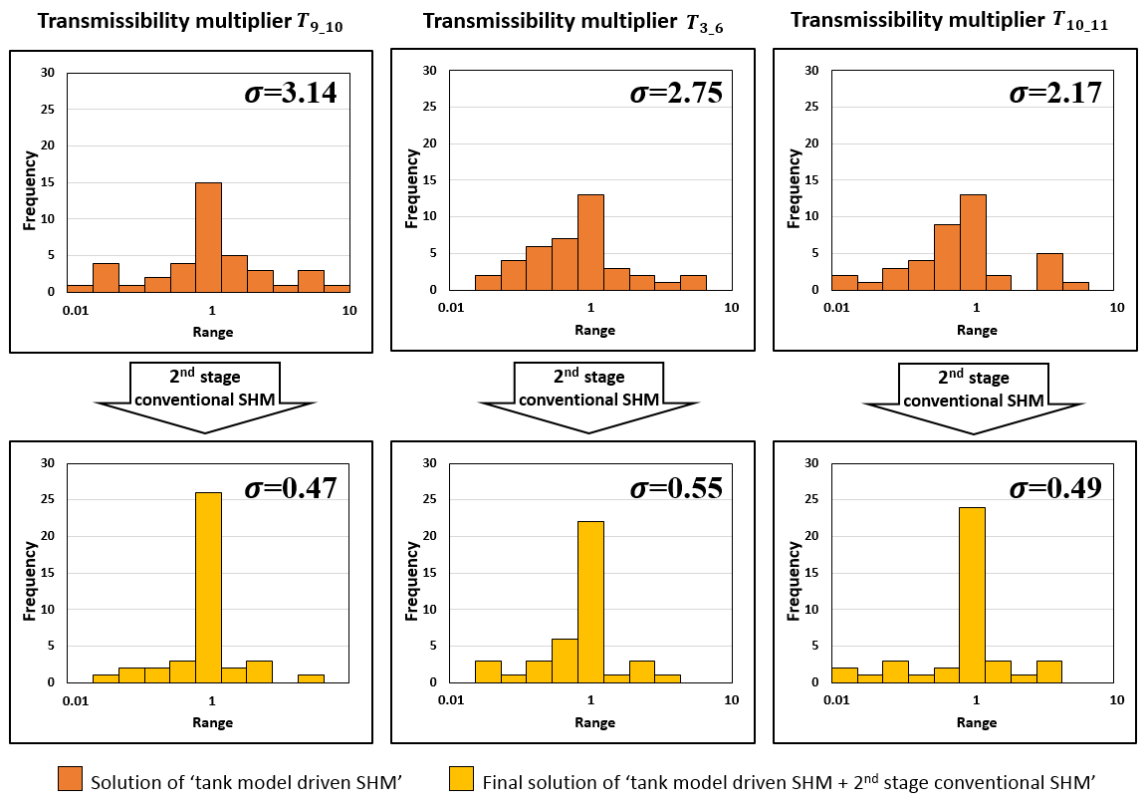 Transmissibility multiplier T9_10
Transmissibility multiplier T3_6
Transmissibility multiplier T10_11
σ=3.14
30
25
20
15
10
5
0
Frequency
0.01 1 10
Range
σ=2.75
30
25
20
15
10
5
0
Frequency
0.01 1 10
Range
σ=2.17
30
25
20
15
10
5
0
Frequency
0.01 1 10
Range
2nd stage
conventional SHM
2nd stage
conventional SHM
2nd stage
conventional SHM
σ=0.47
30
25
20
15
10
5
0
Frequency
0.01 1 10
Range
σ=0.55
30
25
20
15
10
5
0
Frequency
0.01 1 10
Range
σ=0.49
30
25
20
15
10
5
0
Frequency
0.01 1 10
Range
Solution of ‘tank model driven SHM’
Final solution of ‘tank model driven SHM + 2nd stage conventional SHM’